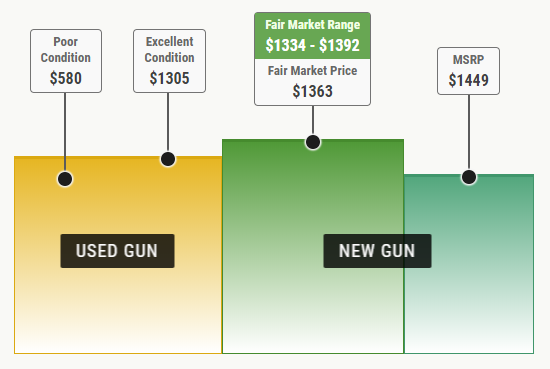 Poor
Condition
$580
Excellent
Condition
$1305
Fair Market Range
$1334 - $1392
Fair Market Price
$1363
MSRP
$1449
USED GUN
NEW GUN